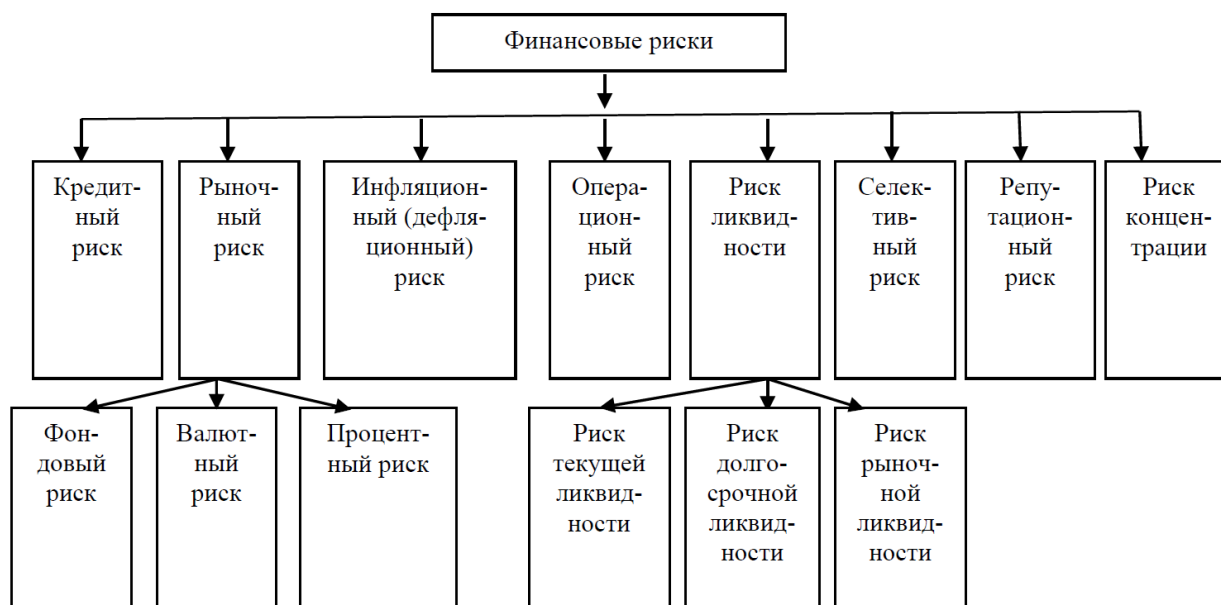 Финансовые риски
Кредит-
ный
риск
Рыноч-
ный
риск
Инфляцион-
ный (дефля-
ционный)
риск
Опера-
цион-
ный
риск
Риск
ликвид-
ности
Селек-
тив-
ный
риск
Репу-
тацион-
ный
риск
Риск
концен-
трации
Фон-
довый
риск
Валют-
ный
риск
Процент-
ный риск
Риск
текущей
ликвид-
ности
Риск
долго-
срочной
ликвид-
ности
Риск
рыноч-
ной
ликвид-
ности